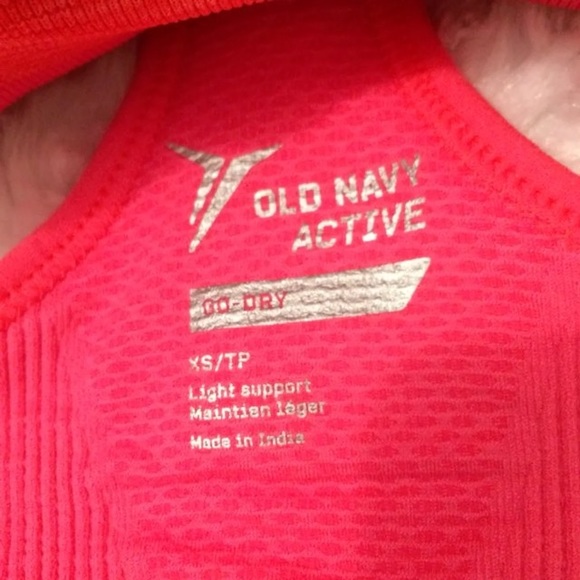 OLD NAVY
ACTIVE
GO-DRY
XS/TP
Light support
Maintien léger
Made in India